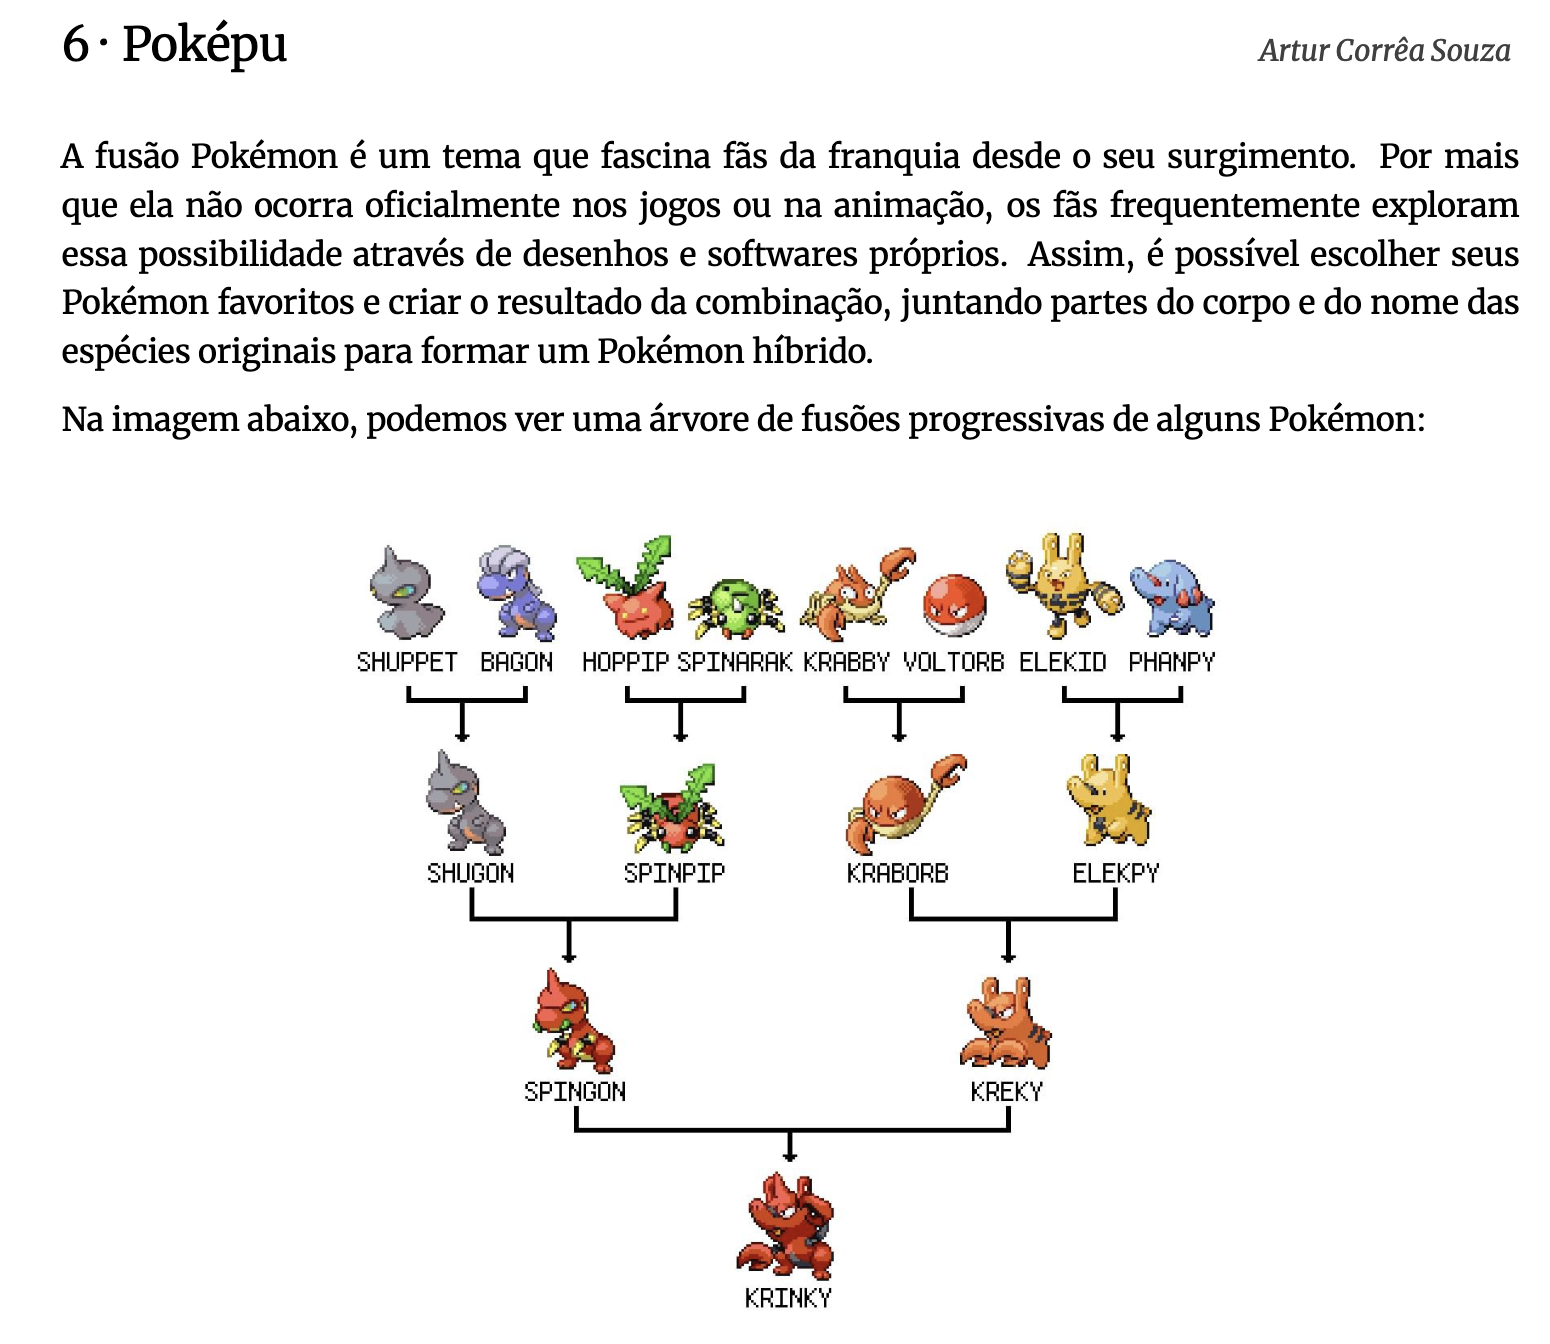 6 · Poképu
Artur Corrêa Souza
A fusão Pokémon é um tema que fascina fãs da franquia desde o seu surgimento. Por mais
que ela não ocorra oficialmente nos jogos ou na animação, os fãs frequentemente exploram
essa possibilidade através de desenhos e softwares próprios. Assim, é possível escolher seus
Pokémon favoritos e criar o resultado da combinação, juntando partes do corpo e do nome das
espécies originais para formar um Pokémon híbrido.
Na imagem abaixo, podemos ver uma árvore de fusões progressivas de alguns Pokémon:
SHUPPET BAGON HOPPIP SPINARAK KRABBY VOLTORB ELEKID PHANPY
SHUGON SPINPIP KRABORB ELEKPY
SPINGON KREKY
KRINKY